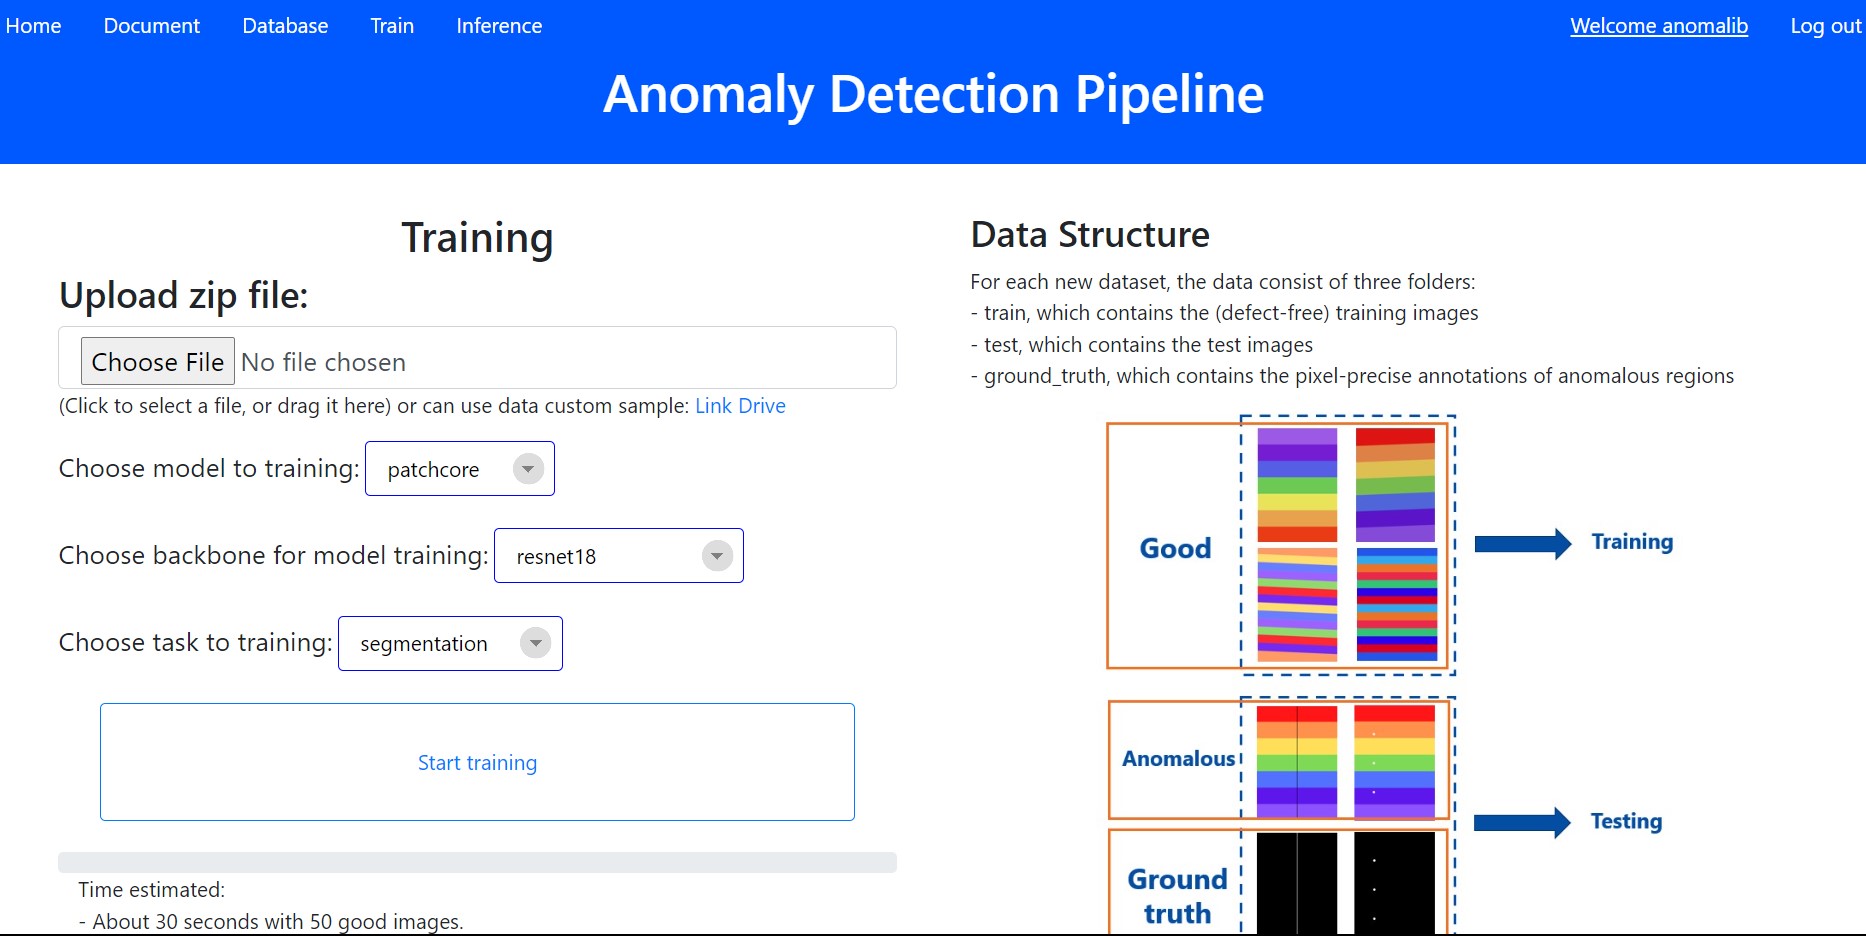 Home Document Database Train Inference Welcome anomalib Log out
Anomaly Detection Pipeline
Training
Upload zip file:
Choose File No file chosen
(Click to select a file, or drag it here) or can use data custom sample: Link Drive
Choose model to training: patchcore
Choose backbone for model training: resnet18
Choose task to training: segmentation
Start training
Time estimated:
- About 30 seconds with 50 good images.
Data Structure
For each new dataset, the data consist of three folders:
- train, which contains the (defect-free) training images
- test, which contains the test images
- ground_truth, which contains the pixel-precise annotations of anomalous regions
Good
Training
Anomalous
Testing
Ground
truth